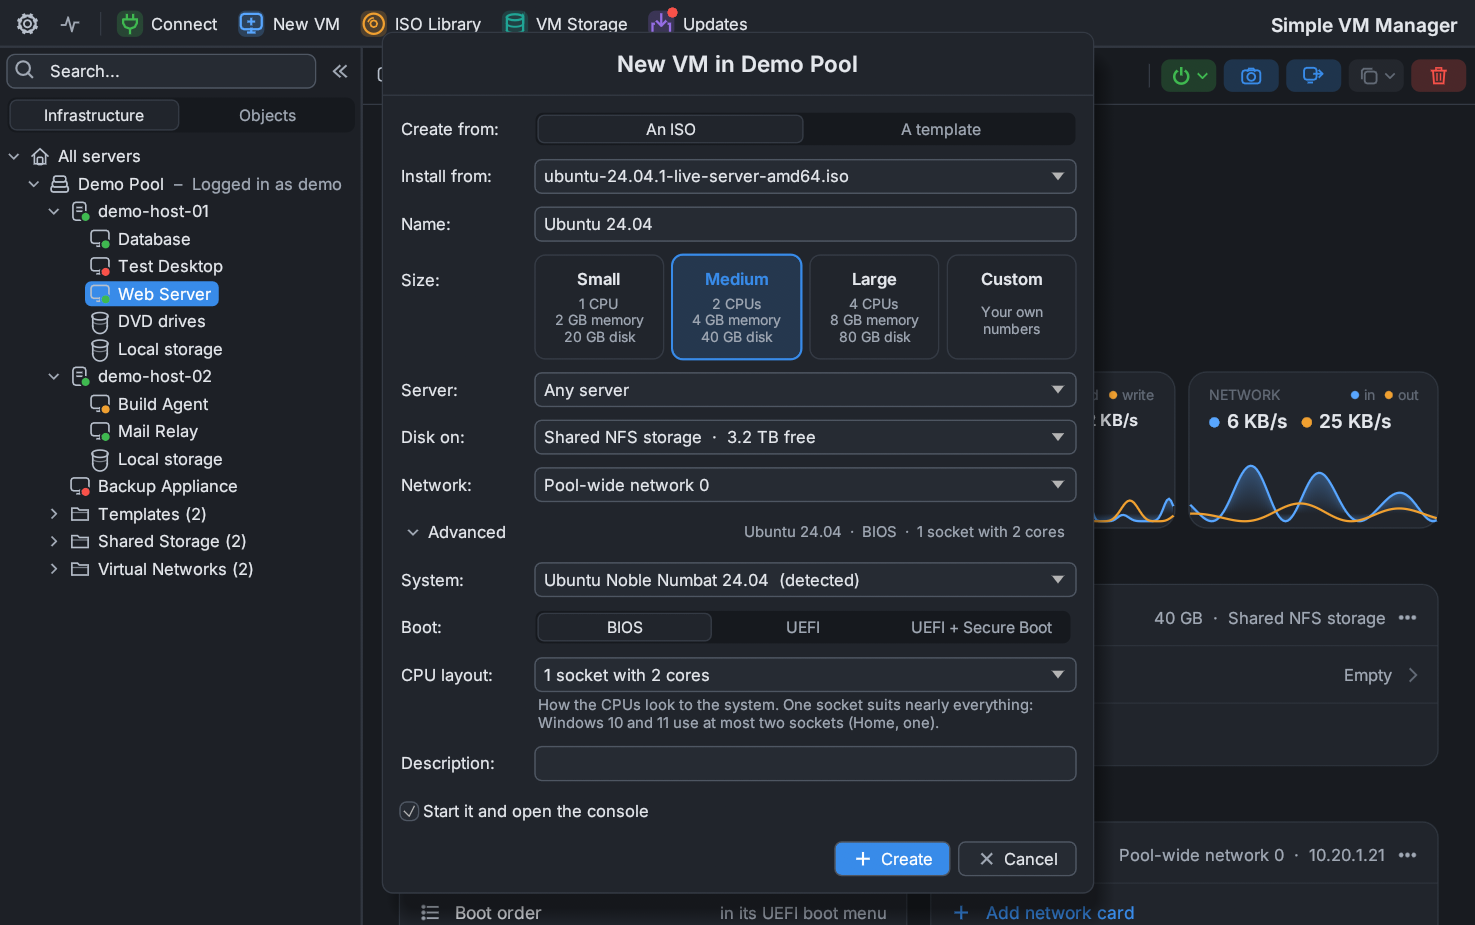 Connect
New VM
ISO Library
VM Storage
Updates
Simple VM Manager
Search...
Infrastructure
Objects
All servers
Demo Pool – Logged in as demo
demo-host-01
Database
Test Desktop
Web Server
DVD drives
Local storage
demo-host-02
Build Agent
Mail Relay
Local storage
Backup Appliance
Templates (2)
Shared Storage (2)
Virtual Networks (2)
New VM in Demo Pool
Create from:
An ISO
A template
Install from:
ubuntu-24.04.1-live-server-amd64.iso
Name:
Ubuntu 24.04
Size:
Small
1 CPU
2 GB memory
20 GB disk
Medium
2 CPUs
4 GB memory
40 GB disk
Large
4 CPUs
8 GB memory
80 GB disk
Custom
Your own
numbers
Server:
Any server
Disk on:
Shared NFS storage · 3.2 TB free
Network:
Pool-wide network 0
Advanced
Ubuntu 24.04 · BIOS · 1 socket with 2 cores
System:
Ubuntu Noble Numbat 24.04 (detected)
Boot:
BIOS
UEFI
UEFI + Secure Boot
CPU layout:
1 socket with 2 cores
How the CPUs look to the system. One socket suits nearly everything:
Windows 10 and 11 use at most two sockets (Home, one).
Description:
Start it and open the console
Create
Cancel
write
KB/s
NETWORK
in
out
6 KB/s
25 KB/s
40 GB · Shared NFS storage
Empty
Pool-wide network 0 · 10.20.1.21
Boot order
in its UEFI boot menu
Add network card